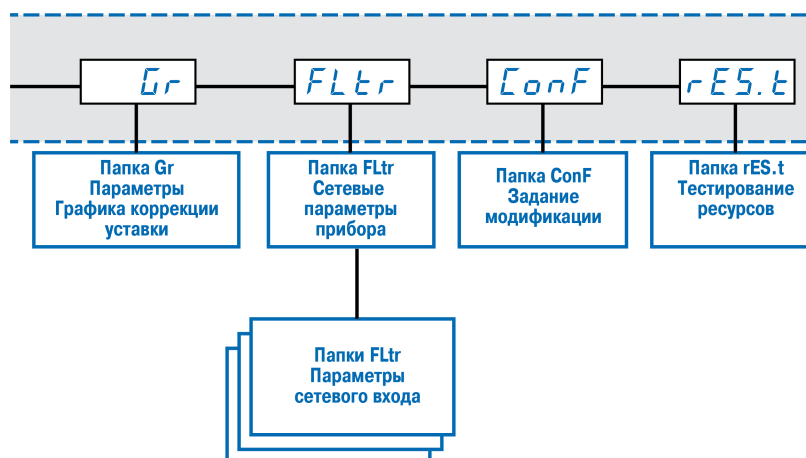 Gr
FLtr
ConF
rES.t
Папка Gr
Параметры
Графика коррекции
уставки
Папка FLtr
Сетевые
параметры
прибора
Папка ConF
Задание
модификации
Папка rES.t
Тестирование
ресурсов
Папки FLtr
Параметры
сетевого входа